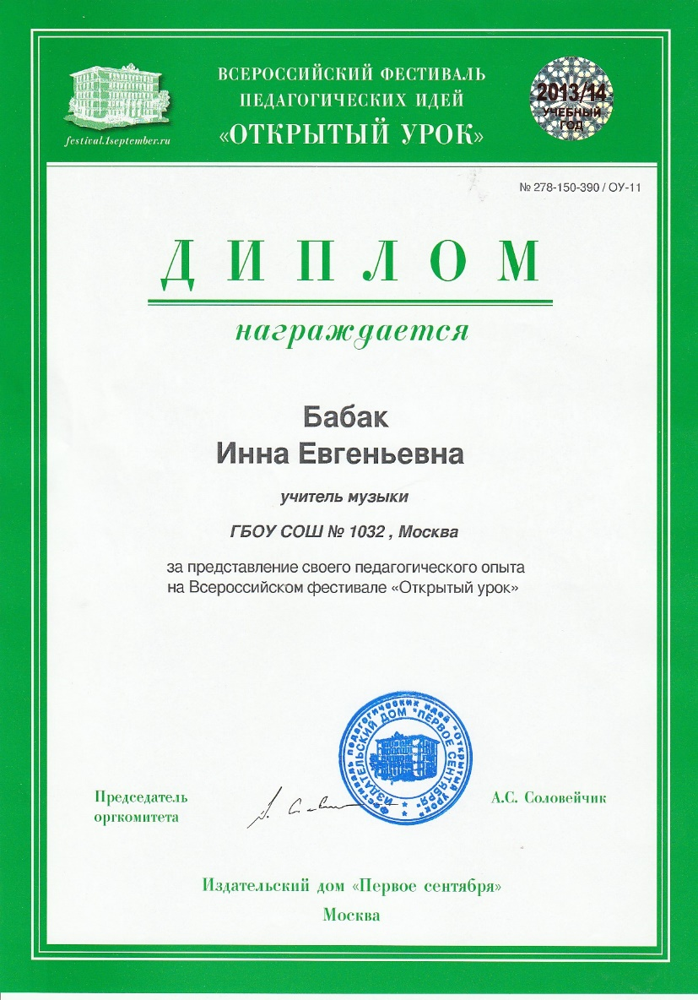 ВСЕРОССИЙСКИЙ ФЕСТИВАЛЬ
ПЕДАГОГИЧЕСКИХ ИДЕЙ
«ОТКРЫТЫЙ УРОК»
festival.1september.ru
2013/14
УЧЕБНЫЙ
ГОД
№ 278-150-390 / ОУ-11
ДИПЛОМ
награждается
Бабак
Инна Евгеньевна
учитель музыки
ГБОУ СОШ № 1032 , Москва
за представление своего педагогического опыта
на Всероссийском фестивале «Открытый урок»
Фестиваль педагогических идей "Открытый урок"
ИЗДАТЕЛЬСКИЙ ДОМ "ПЕРВОЕ СЕНТЯБРЯ"
Председатель
оргкомитета
А.С. Соловейчик
Издательский дом «Первое сентября»
Москва